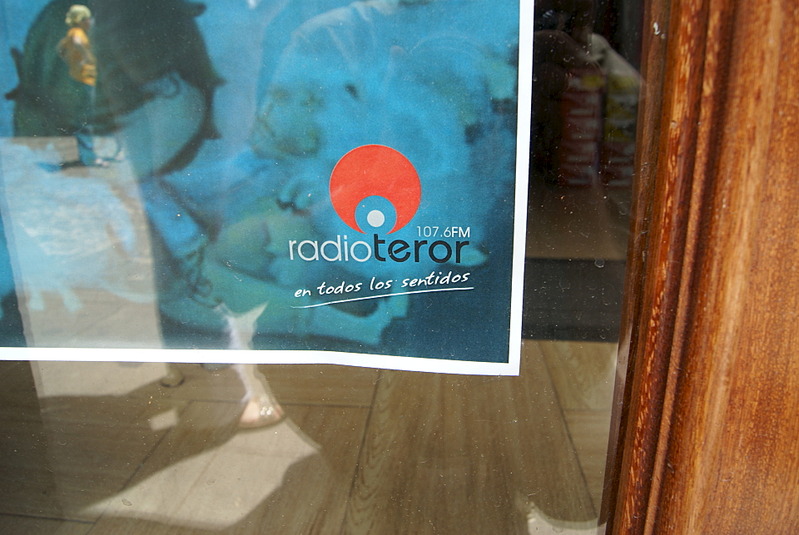 107.6FM
radioteror
en todos los sentidos